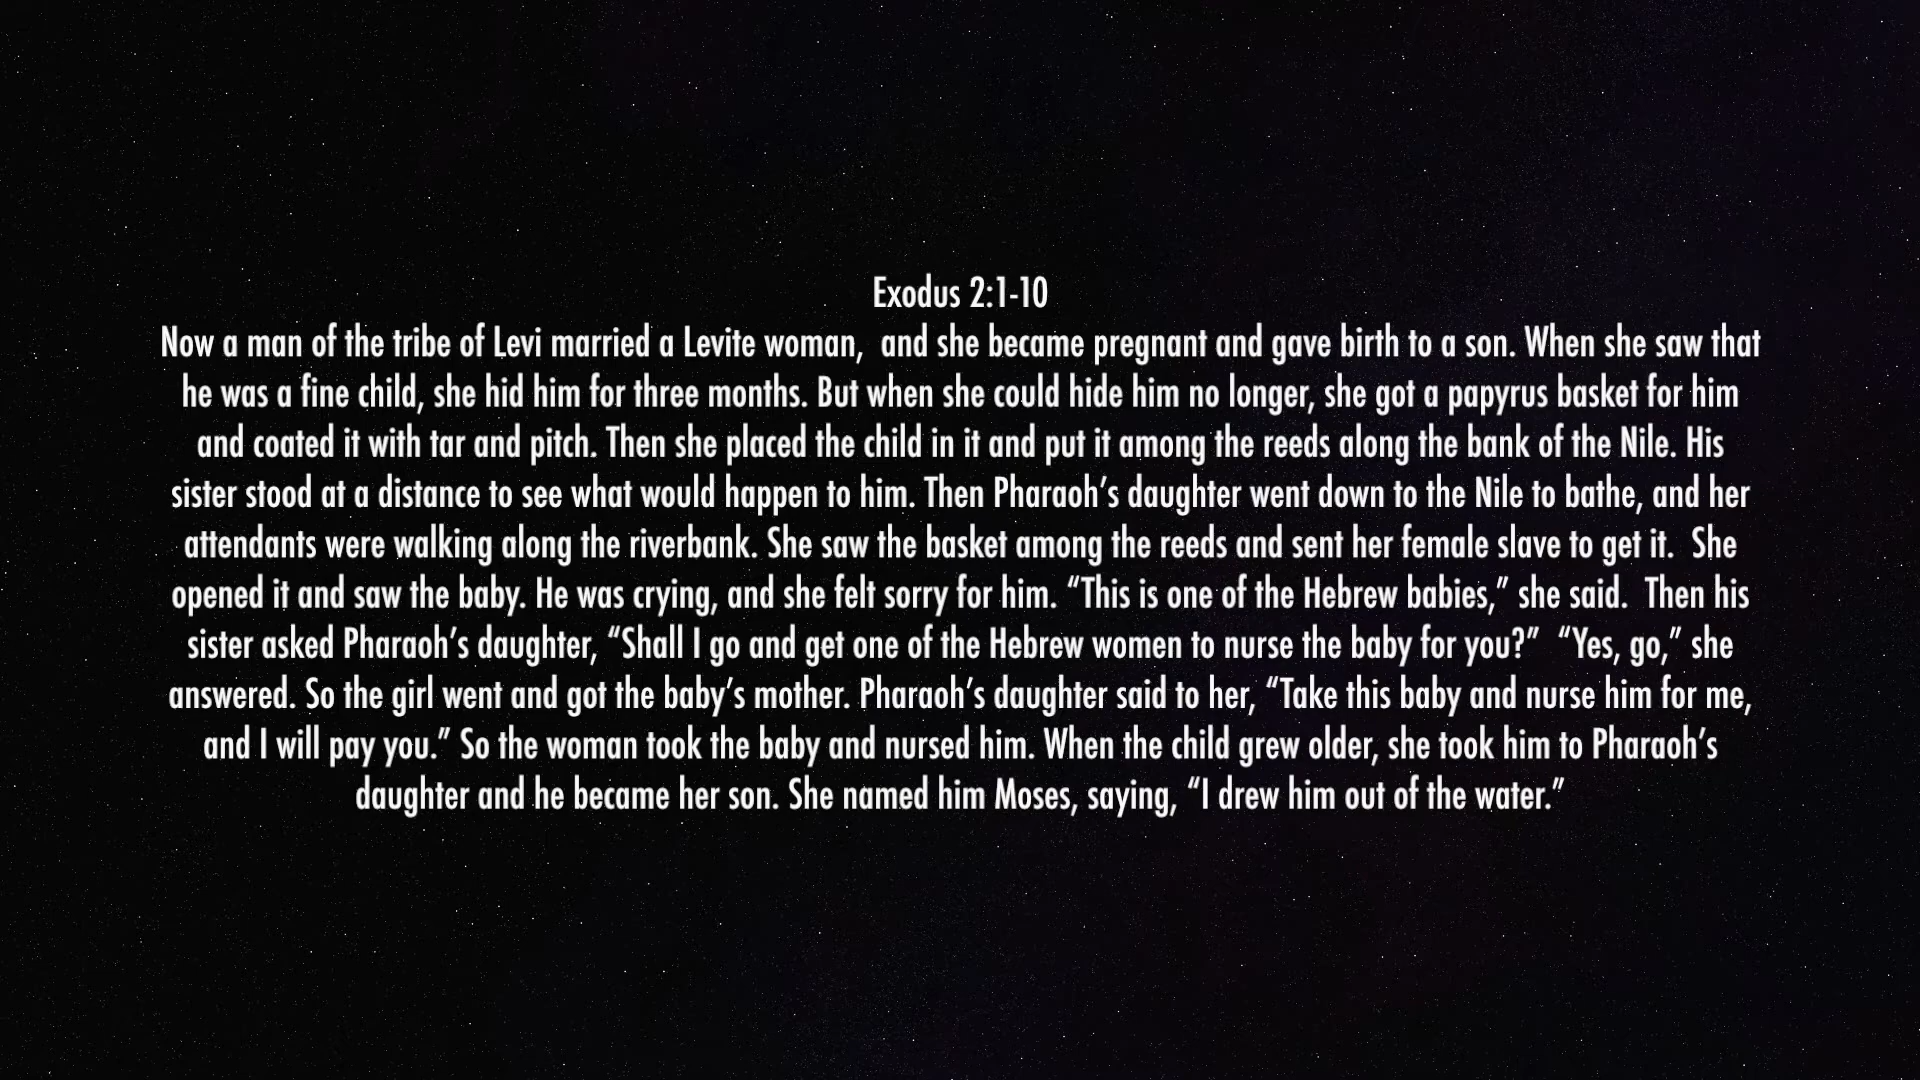 Exodus 2:1-10
Now a man of the tribe of Levi married a Levite woman,  and she became pregnant and gave birth to a son. When she saw that
he was a fine child, she hid him for three months. But when she could hide him no longer, she got a papyrus basket for him
and coated it with tar and pitch. Then she placed the child in it and put it among the reeds along the bank of the Nile. His
sister stood at a distance to see what would happen to him. Then Pharaoh’s daughter went down to the Nile to bathe, and her
attendants were walking along the riverbank. She saw the basket among the reeds and sent her female slave to get it.  She
opened it and saw the baby. He was crying, and she felt sorry for him. “This is one of the Hebrew babies,” she said.  Then his
sister asked Pharaoh’s daughter, “Shall I go and get one of the Hebrew women to nurse the baby for you?”  “Yes, go,” she
answered. So the girl went and got the baby’s mother. Pharaoh’s daughter said to her, “Take this baby and nurse him for me,
and I will pay you.” So the woman took the baby and nursed him. When the child grew older, she took him to Pharaoh’s
daughter and he became her son. She named him Moses, saying, “I drew him out of the water.”